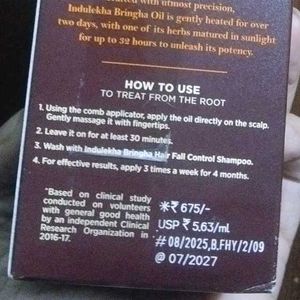 with utmost precision,
Indulekha Bringha Oil is gently heated for over
two days, with one of its herbs matured in sunlight
for up to 32 hours to unleash its potency.
HOW TO USE
TO TREAT FROM THE ROOT
1. Using the comb applicator, apply the oil directly on the scalp.
Gently massage it with fingertips.
2. Leave it on for at least 30 minutes.
3. Wash with Indulekha Bringha Hair Fall Control Shampoo.
4. For effective results, apply 3 times a week for 4 months.
*Based on clinical study
conducted on volunteers
with general good health
by an independent Clinical
Research Organization in
2016-17.
*₹ 675/-
USP ₹ 5.63/ml
# 08/2025,B.FHY/2/09
@ 07/2027